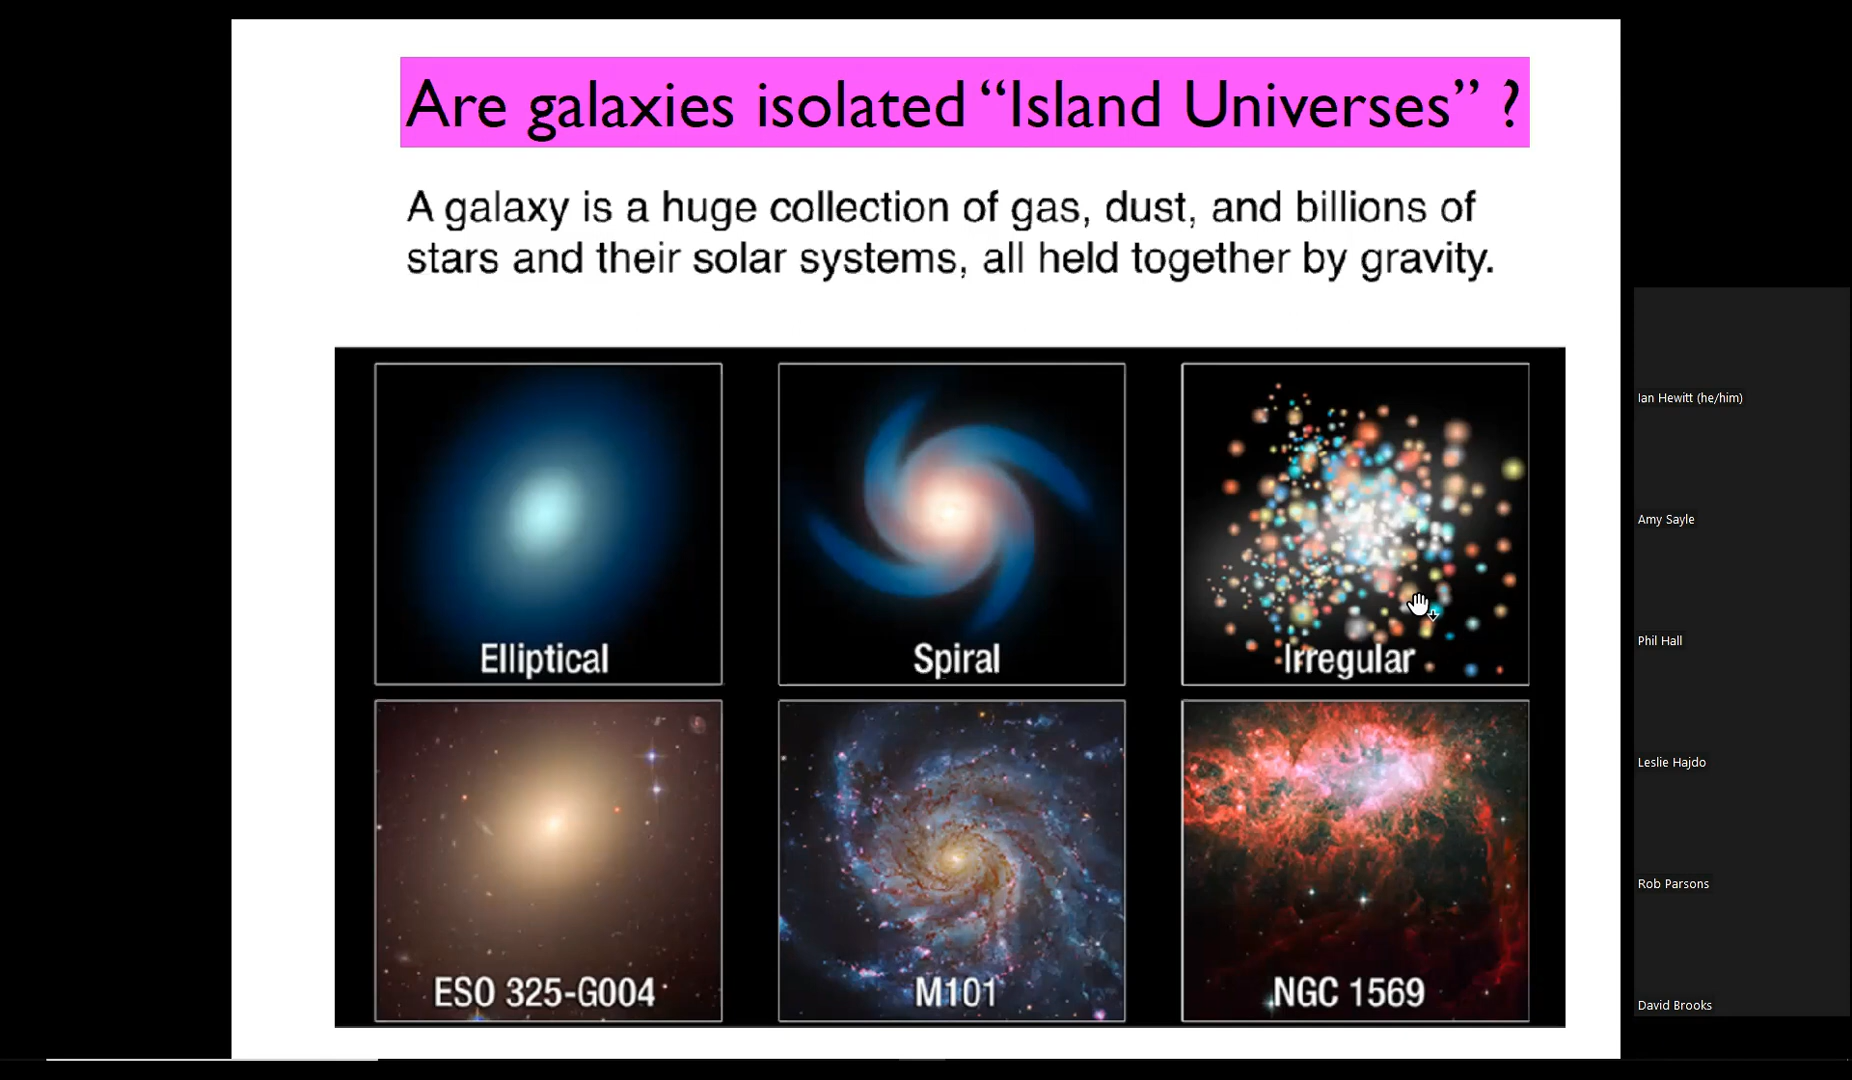 Are galaxies isolated “Island Universes” ?
A galaxy is a huge collection of gas, dust, and billions of
stars and their solar systems, all held together by gravity.
Elliptical
Spiral
Irregular
ESO 325-G004
M101
NGC 1569
Ian Hewitt (he/him)
Amy Sayle
Phil Hall
Leslie Hajdo
Rob Parsons
David Brooks